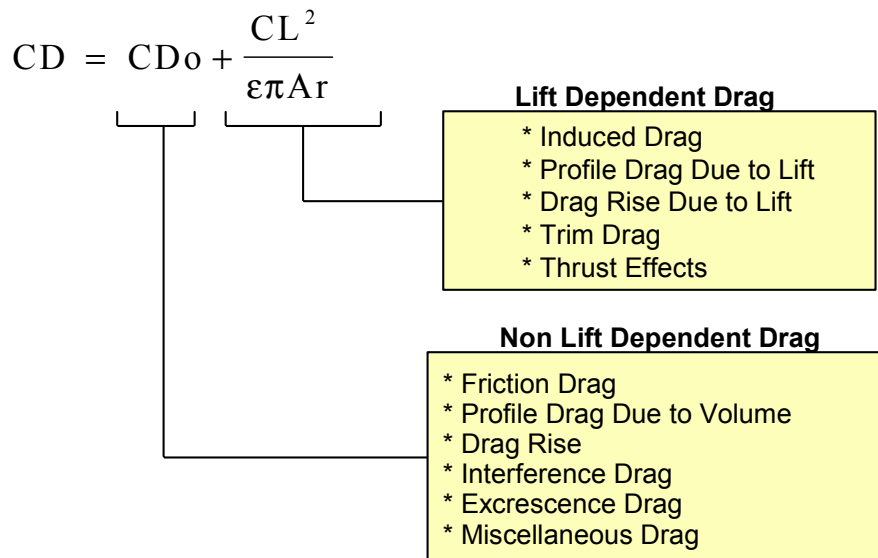 CD = CDo + CL² / επAr
Lift Dependent Drag
* Induced Drag
* Profile Drag Due to Lift
* Drag Rise Due to Lift
* Trim Drag
* Thrust Effects
Non Lift Dependent Drag
* Friction Drag
* Profile Drag Due to Volume
* Drag Rise
* Interference Drag
* Excrescence Drag
* Miscellaneous Drag